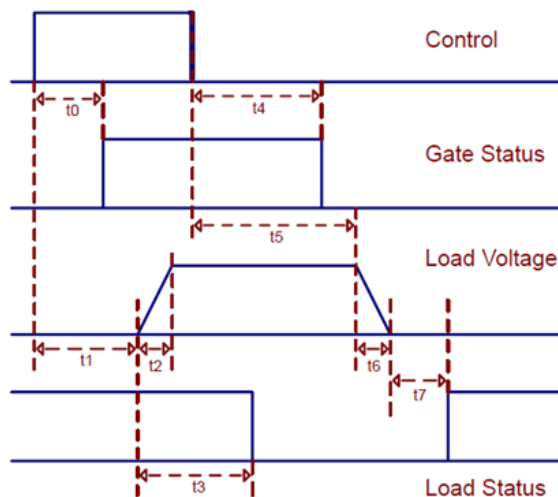 Control
t0
t4
Gate Status
t5
Load Voltage
t1
t2
t6
t7
t3
Load Status